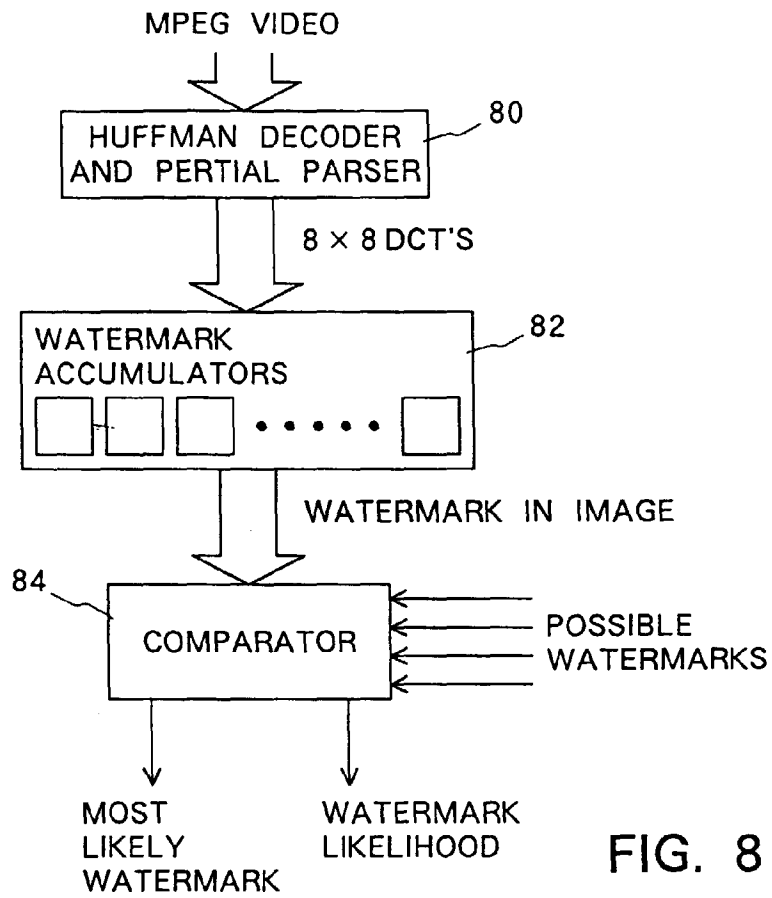 MPEG VIDEO
HUFFMAN DECODER
AND PERTIAL PARSER
80
8 × 8 DCT'S
WATERMARK
ACCUMULATORS
82
WATERMARK IN IMAGE
84
COMPARATOR
POSSIBLE
WATERMARKS
MOST
LIKELY
WATERMARK
WATERMARK
LIKELIHOOD
FIG. 8